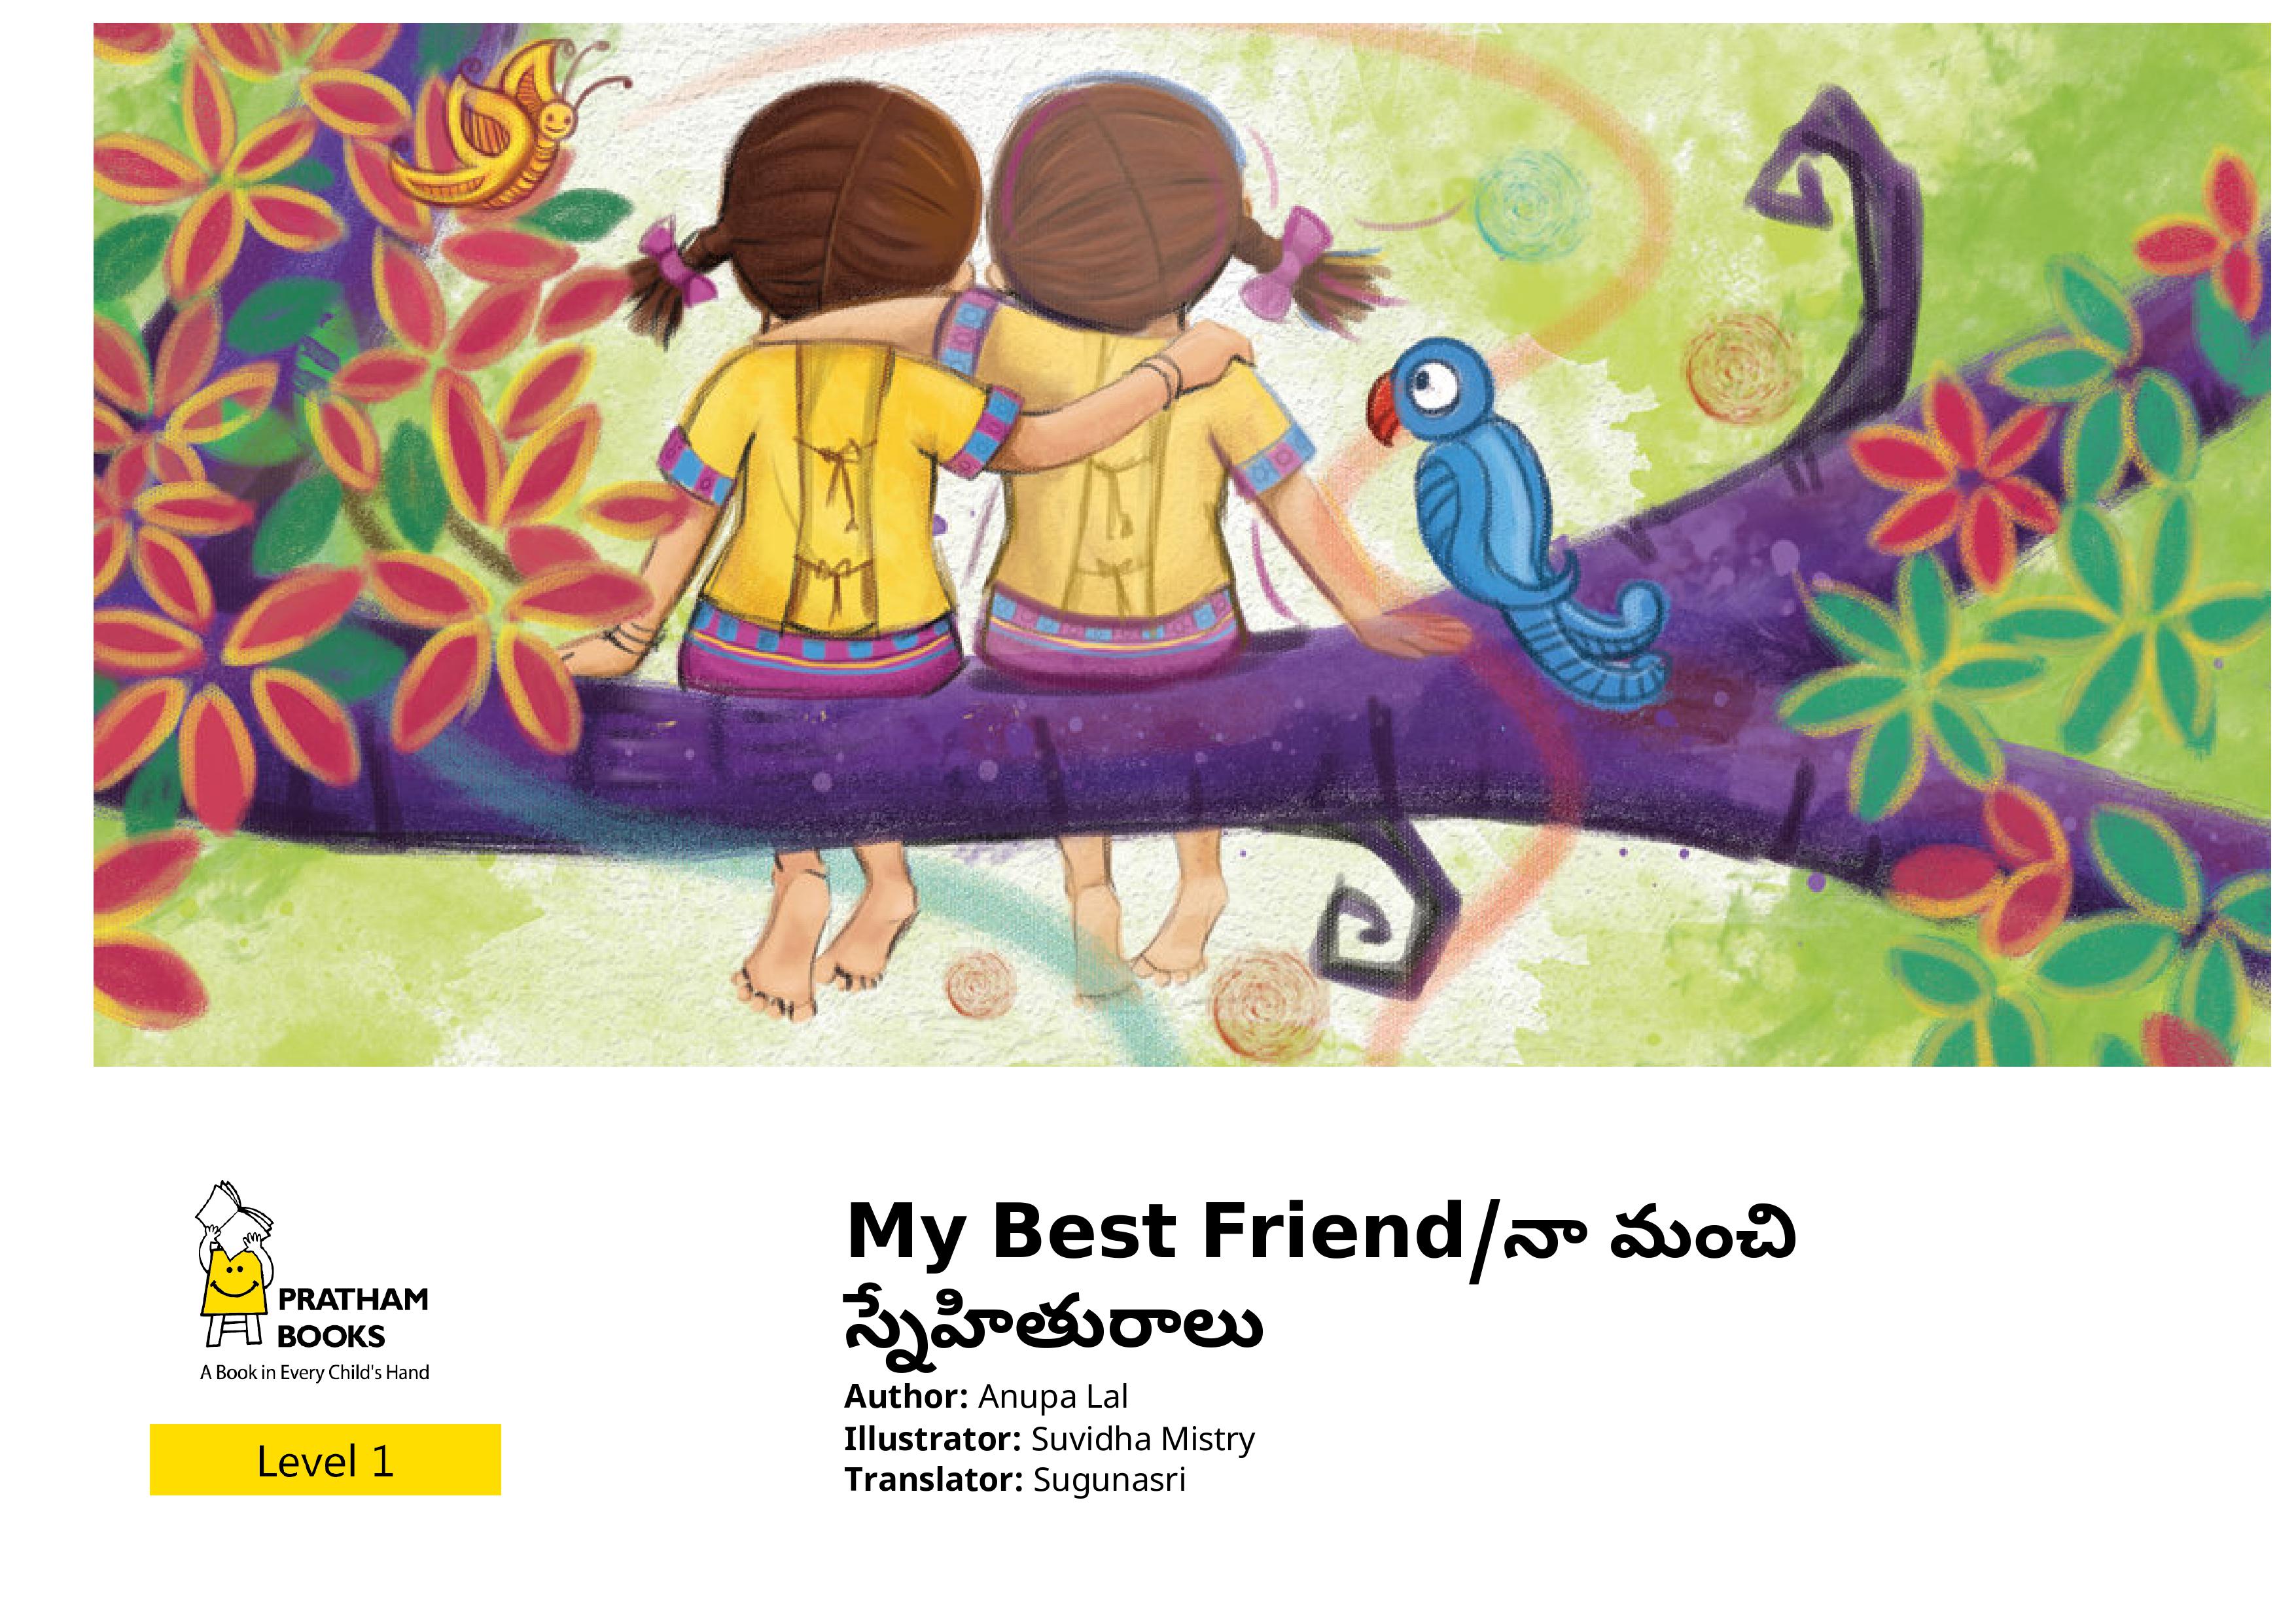 PRATHAM
BOOKS
A Book in Every Child's Hand
Level 1
My Best Friend/నా మంచి
స్నేహితురాలు
Author: Anupa Lal
Illustrator: Suvidha Mistry
Translator: Sugunasri